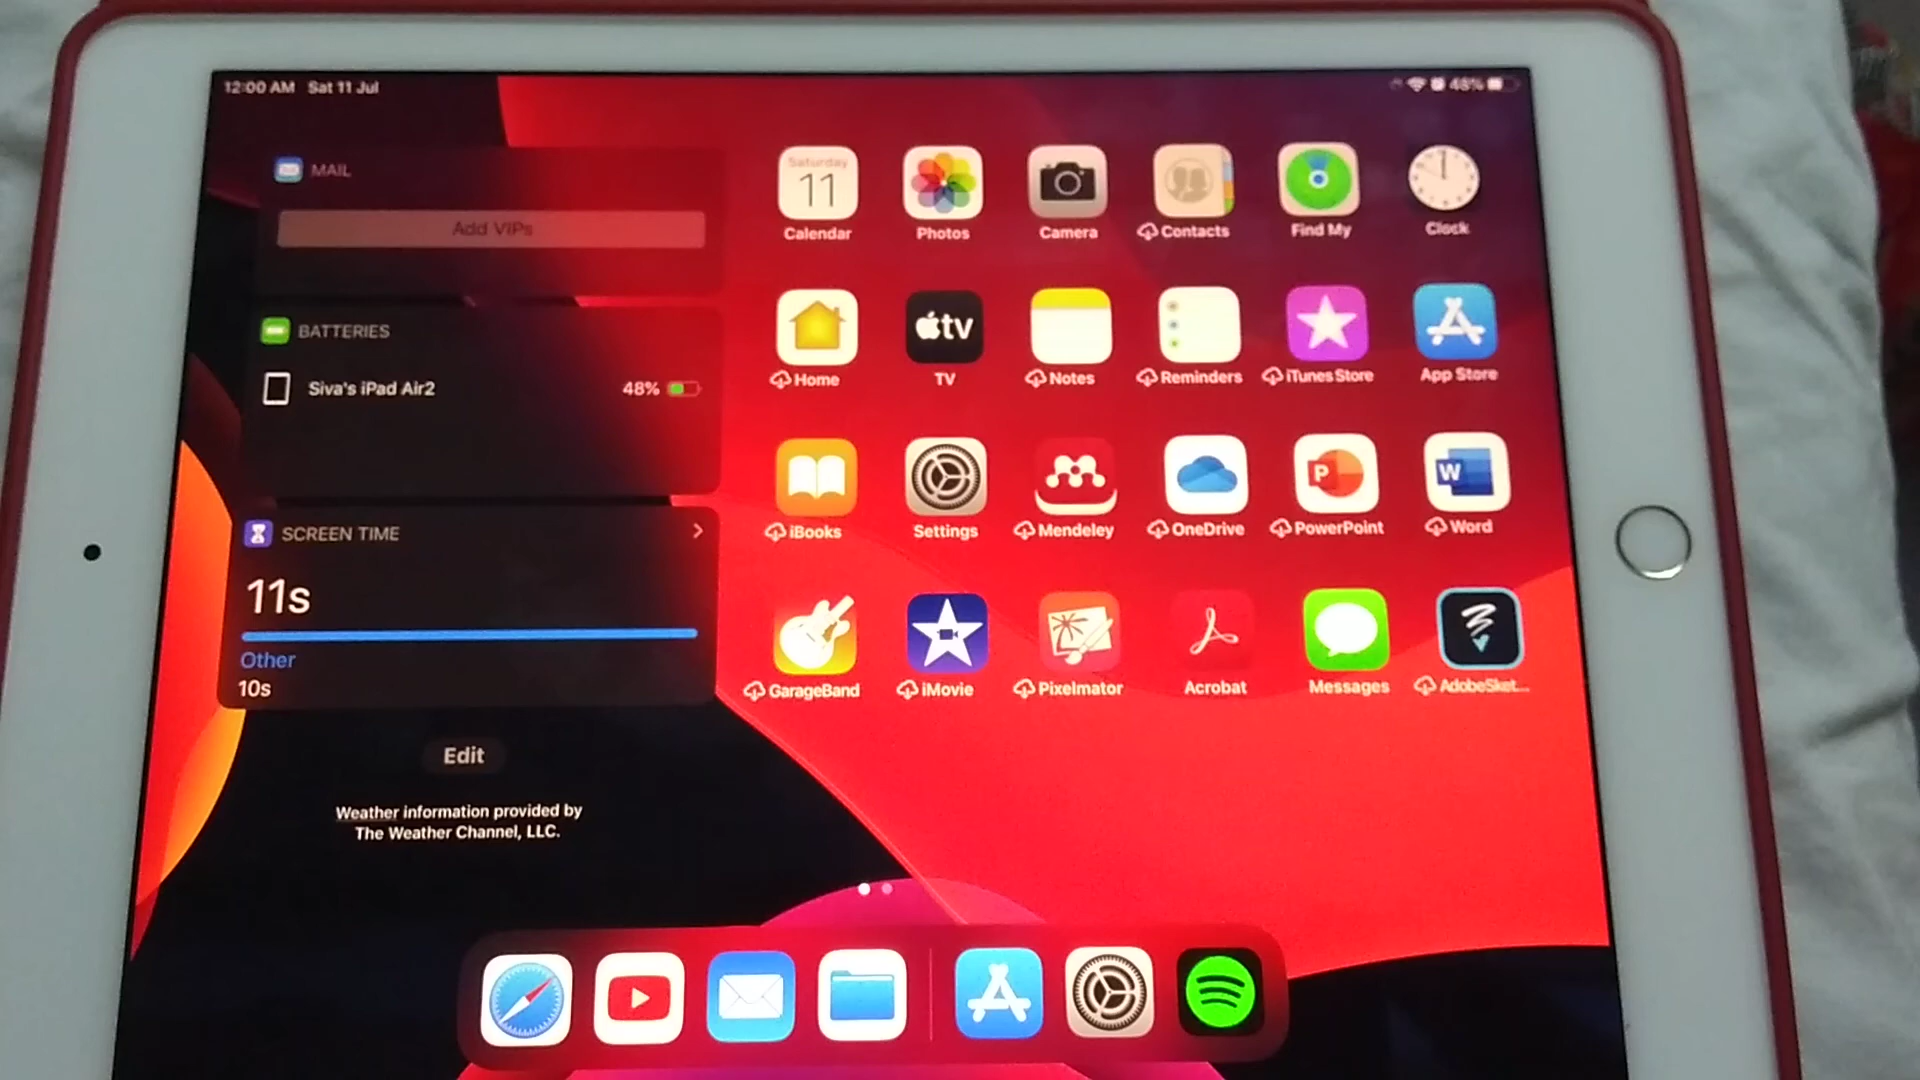 12:00 AM Sat 11 Jul
48%
MAIL
Add VIPs
BATTERIES
Siva's iPad Air2
48%
SCREEN TIME
11s
Other
10s
Edit
Weather information provided by
The Weather Channel, LLC.
Saturday
11
Calendar
Photos
Camera
Contacts
Find My
Clock
tv
Home
TV
Notes
Reminders
iTunes Store
App Store
P
W
iBooks
Settings
Mendeley
OneDrive
PowerPoint
Word
GarageBand
iMovie
Pixelmator
Acrobat
Messages
AdobeSket...